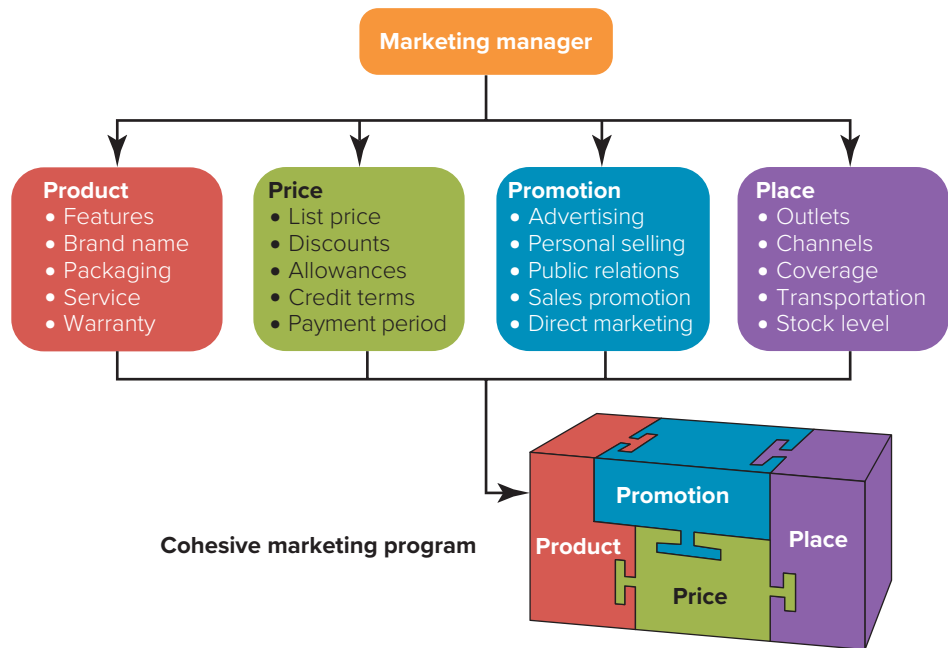 Marketing manager
Product
• Features
• Brand name
• Packaging
• Service
• Warranty
Price
• List price
• Discounts
• Allowances
• Credit terms
• Payment period
Promotion
• Advertising
• Personal selling
• Public relations
• Sales promotion
• Direct marketing
Place
• Outlets
• Channels
• Coverage
• Transportation
• Stock level
Cohesive marketing program
Product
Promotion
Price
Place